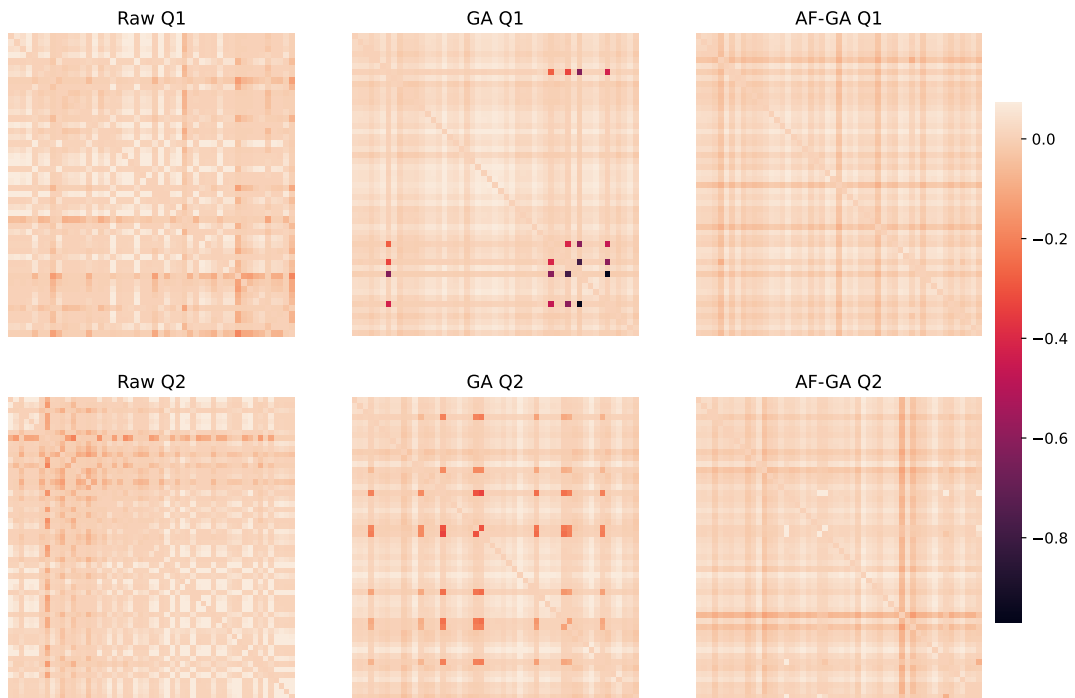 Raw Q1
GA Q1
AF-GA Q1
0.0
−0.2
−0.4
−0.6
−0.8
Raw Q2
GA Q2
AF-GA Q2